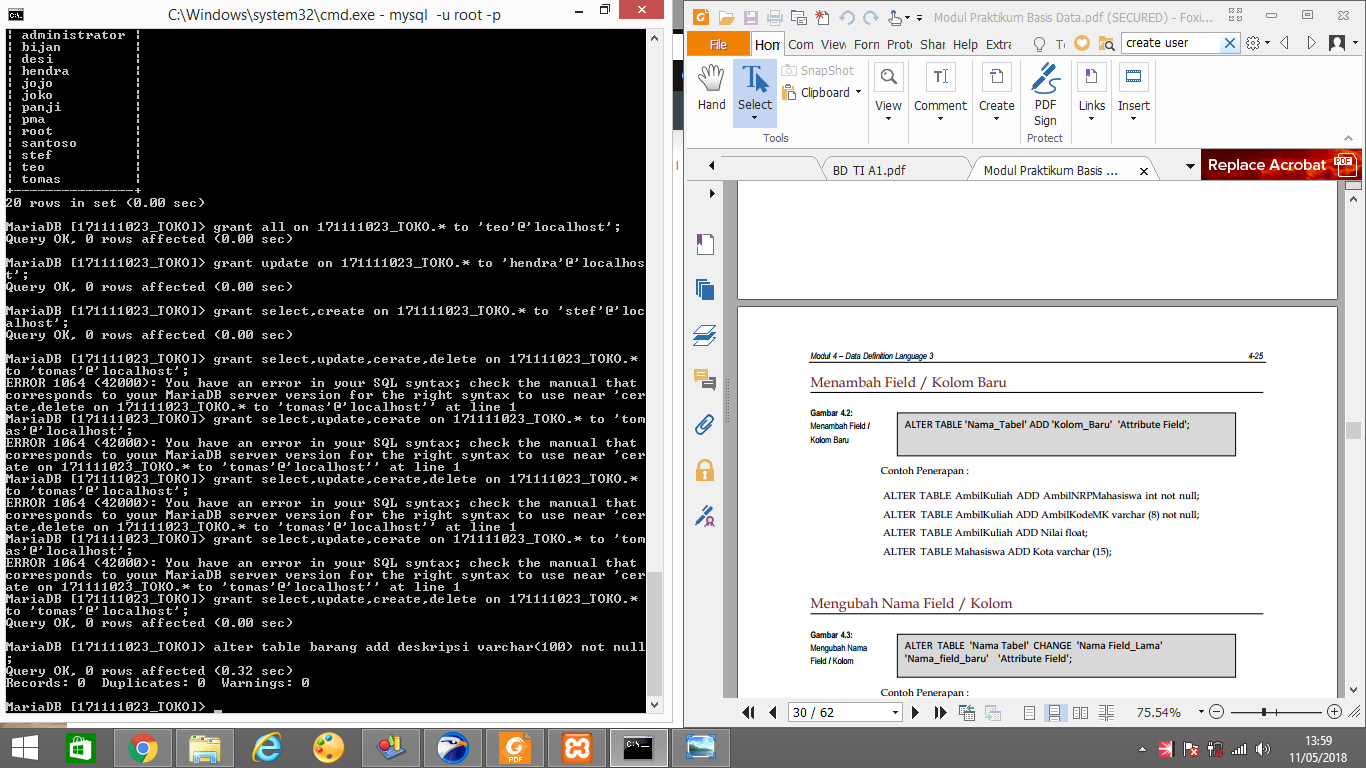 C:\Windows\system32\cmd.exe - mysql -u root -p
| administrator |
| bijan |
| desi |
| hendra |
| jojo |
| joko |
| panji |
| pma |
| root |
| santoso |
| stef |
| teo |
| tomas |
+---------------+
20 rows in set (0.00 sec)
MariaDB [171111023_TOKO]> grant all on 171111023_TOKO.* to 'teo'@'localhost';
Query OK, 0 rows affected (0.00 sec)
MariaDB [171111023_TOKO]> grant update on 171111023_TOKO.* to 'hendra'@'localhos
t';
Query OK, 0 rows affected (0.00 sec)
MariaDB [171111023_TOKO]> grant select,create on 171111023_TOKO.* to 'stef'@'loc
alhost';
Query OK, 0 rows affected (0.00 sec)
MariaDB [171111023_TOKO]> grant select,update,cerate,delete on 171111023_TOKO.*
to 'tomas'@'localhost';
ERROR 1064 (42000): You have an error in your SQL syntax; check the manual that
corresponds to your MariaDB server version for the right syntax to use near 'cer
ate,delete on 171111023_TOKO.* to 'tomas'@'localhost'' at line 1
MariaDB [171111023_TOKO]> grant select,update,cerate on 171111023_TOKO.* to 'tom
as'@'localhost';
ERROR 1064 (42000): You have an error in your SQL syntax; check the manual that
corresponds to your MariaDB server version for the right syntax to use near 'cer
ate on 171111023_TOKO.* to 'tomas'@'localhost'' at line 1
MariaDB [171111023_TOKO]> grant select,update,cerate,delete on 171111023_TOKO.*
to 'tomas'@'localhost';
ERROR 1064 (42000): You have an error in your SQL syntax; check the manual that
corresponds to your MariaDB server version for the right syntax to use near 'cer
ate,delete on 171111023_TOKO.* to 'tomas'@'localhost'' at line 1
MariaDB [171111023_TOKO]> grant select,update,cerate on 171111023_TOKO.* to 'tom
as'@'localhost';
ERROR 1064 (42000): You have an error in your SQL syntax; check the manual that
corresponds to your MariaDB server version for the right syntax to use near 'cer
ate on 171111023_TOKO.* to 'tomas'@'localhost'' at line 1
MariaDB [171111023_TOKO]> grant select,update,create,delete on 171111023_TOKO.*
to 'tomas'@'localhost';
Query OK, 0 rows affected (0.00 sec)
MariaDB [171111023_TOKO]> alter table barang add deskripsi varchar(100) not null
;
Query OK, 0 rows affected (0.32 sec)
Records: 0 Duplicates: 0 Warnings: 0
MariaDB [171111023_TOKO]> _
Modul Praktikum Basis Data.pdf (SECURED) - Foxi...
File Hom Com View Forn Prot Shar Help Extra T create user
Hand
Select
SnapShot
Clipboard
View
Comment
Create
PDF
Sign
Links
Insert
Tools
Protect
BD TI A1.pdf
Modul Praktikum Basis ...
Replace Acrobat
PDF
Modul 4 – Data Definition Language 3 4-25
Menambah Field / Kolom Baru
Gambar 4.2:
Menambah Field /
Kolom Baru
ALTER TABLE 'Nama_Tabel' ADD 'Kolom_Baru' 'Attribute Field';
Contoh Penerapan :
ALTER TABLE AmbilKuliah ADD AmbilNRPMahasiswa int not null;
ALTER TABLE AmbilKuliah ADD AmbilKodeMK varchar (8) not null;
ALTER TABLE AmbilKuliah ADD Nilai float;
ALTER TABLE Mahasiswa ADD Kota varchar (15);
Mengubah Nama Field / Kolom
Gambar 4.3:
Mengubah Nama
Field / Kolom
ALTER TABLE 'Nama Tabel' CHANGE 'Nama Field_Lama'
'Nama_field_baru' 'Attribute Field';
Contoh Penerapan :
30 / 62
75.54%
PDF
13:59
11/05/2018